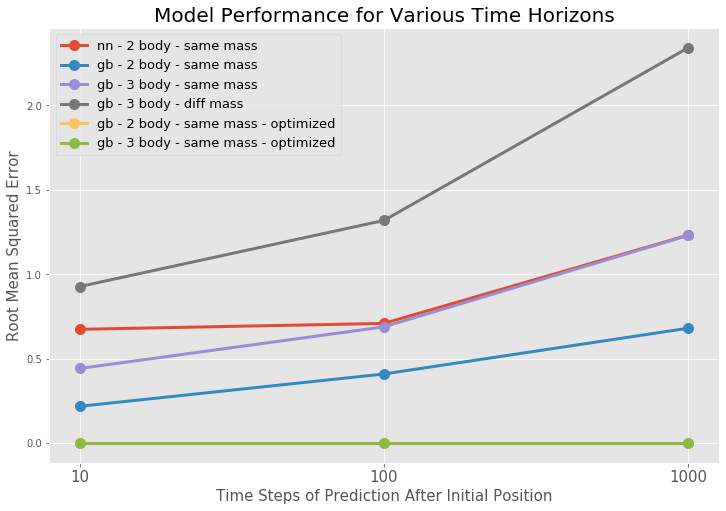 Model Performance for Various Time Horizons
nn - 2 body - same mass
gb - 2 body - same mass
gb - 3 body - same mass
gb - 3 body - diff mass
gb - 2 body - same mass - optimized
gb - 3 body - same mass - optimized
Root Mean Squared Error
2.0
1.5
1.0
0.5
0.0
10
100
1000
Time Steps of Prediction After Initial Position